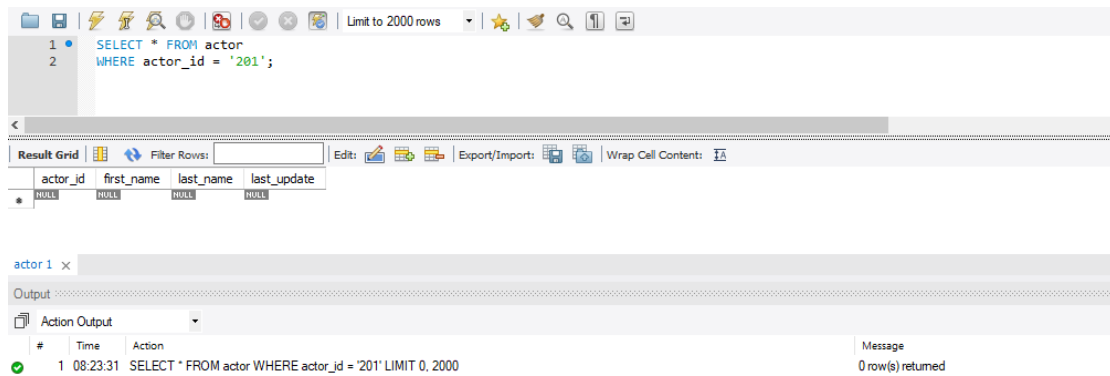 Limit to 2000 rows
1 SELECT * FROM actor
2 WHERE actor_id = '201';
Result Grid Filter Rows: Edit: Export/Import: Wrap Cell Content: IA
actor_id first_name last_name last_update
* NULL NULL NULL NULL
actor 1 ×
Output
Action Output
# Time Action Message
1 08:23:31 SELECT * FROM actor WHERE actor_id = '201' LIMIT 0, 2000 0 row(s) returned